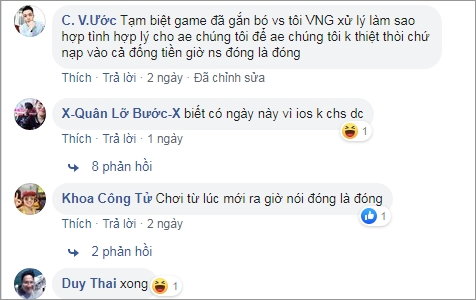 C. V.Ước Tạm biệt game đã gắn bó vs tôi VNG xử lý làm sao
hợp tình hợp lý chọ ae chúng tôi để ae chúng tôi k thiệt thòi chứ
nạp vào cả đống tiền giờ ns đóng là đóng
Thích · Trả lời · 2 ngày · Đã chỉnh sửa
X-Quân Lỡ Bước-X biết có ngày này vì ios k chs dc
1
Thích · Trả lời · 1 ngày
8 phản hồi
Khoa Công Tử Chơi từ lúc mới ra giờ nói đóng là đóng
1
Thích · Trả lời · 2 ngày
2 phản hồi
Duy Thai xong
1